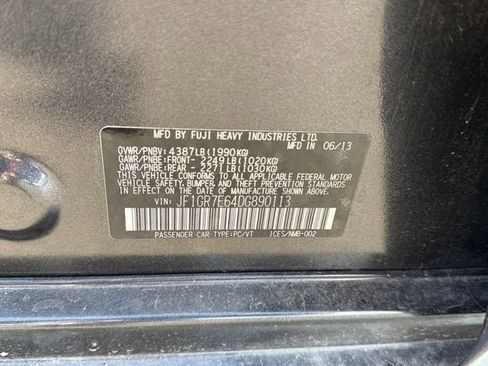 MFD BY FUJI HEAVY INDUSTRIES LTD.
MFD IN 06/13
GVWR/PNBV: 4387LB(1990KG)
GAWR/PNBE:FRONT- 2249LB(1020KG)
GAWR/PNBE:REAR - 2271LB(1030KG)
THIS VEHICLE CONFORMS TO ALL APPLICABLE FEDERAL MOTOR VEHICLE
SAFETY, BUMPER, AND THEFT PREVENTION STANDARDS
IN EFFECT ON THE DATE OF MANUFACTURE SHOWN ABOVE.
VIN: JF1GR7E64DG890113
PASSENGER CAR TYPE:PC/VT ICES/NMB-002